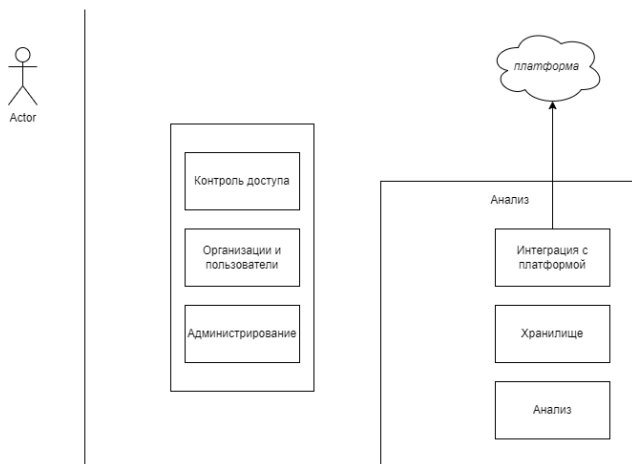 платформа
Actor
Контроль доступа
Анализ
Организации и
пользователи
Интеграция с
платформой
Администрирование
Хранилище
Анализ